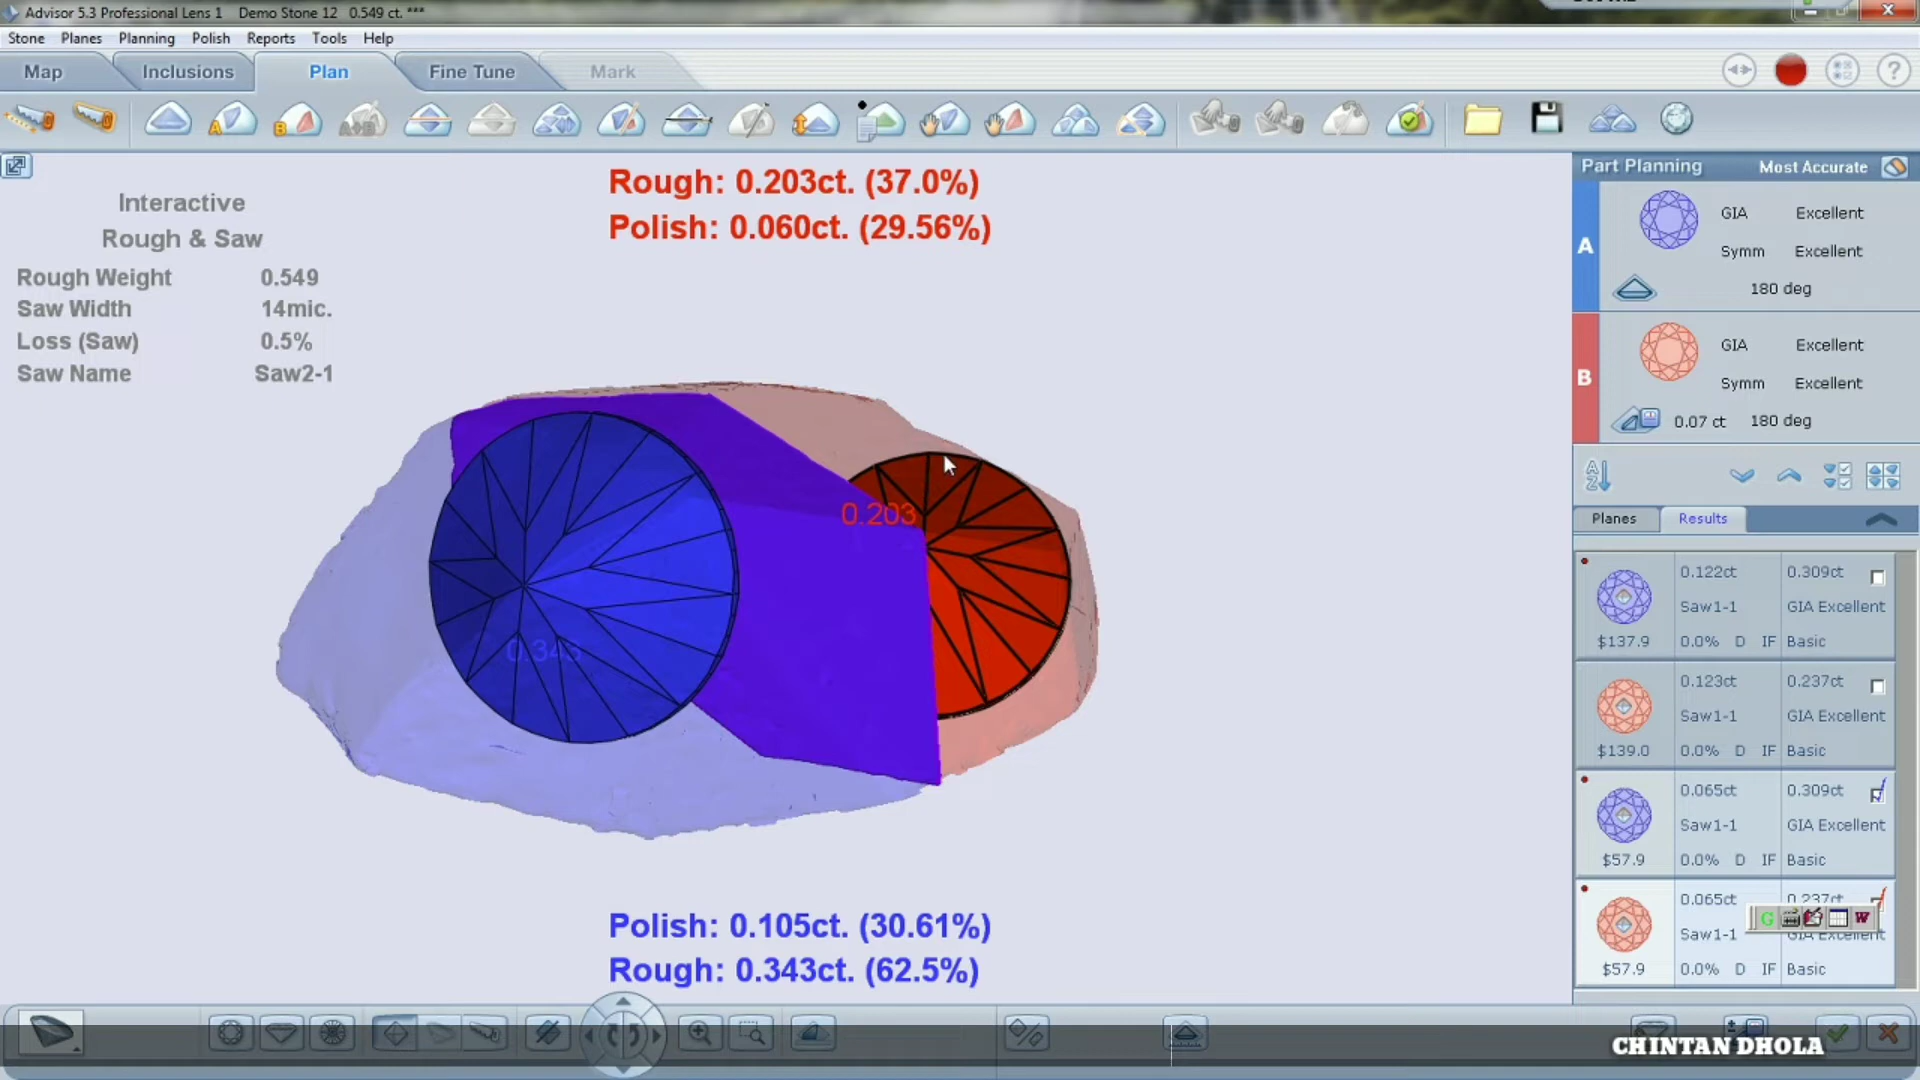 Advisor 5.3 Professional Lens 1 Demo Stone 12 0.549 ct. ***
Stone Planes Planning Polish Reports Tools Help
Map Inclusions Plan Fine Tune Mark
A B A+B
Interactive
Rough & Saw
Rough Weight 0.549
Saw Width 14mic.
Loss (Saw) 0.5%
Saw Name Saw2-1
Rough: 0.203ct. (37.0%)
Polish: 0.060ct. (29.56%)
0.203
0.343
Polish: 0.105ct. (30.61%)
Rough: 0.343ct. (62.5%)
Part Planning Most Accurate
A
GIA Excellent
Symm Excellent
180 deg
B
GIA Excellent
Symm Excellent
0.07 ct 180 deg
Planes Results
0.122ct 0.309ct
Saw1-1 GIA Excellent
$137.9 0.0% D IF Basic
0.123ct 0.237ct
Saw1-1 GIA Excellent
$139.0 0.0% D IF Basic
0.065ct 0.309ct
Saw1-1 GIA Excellent
$57.9 0.0% D IF Basic
0.065ct 0.237ct
G W
Saw1-1 GIA Excellent
$57.9 0.0% D IF Basic
CHINTAN DHOLA